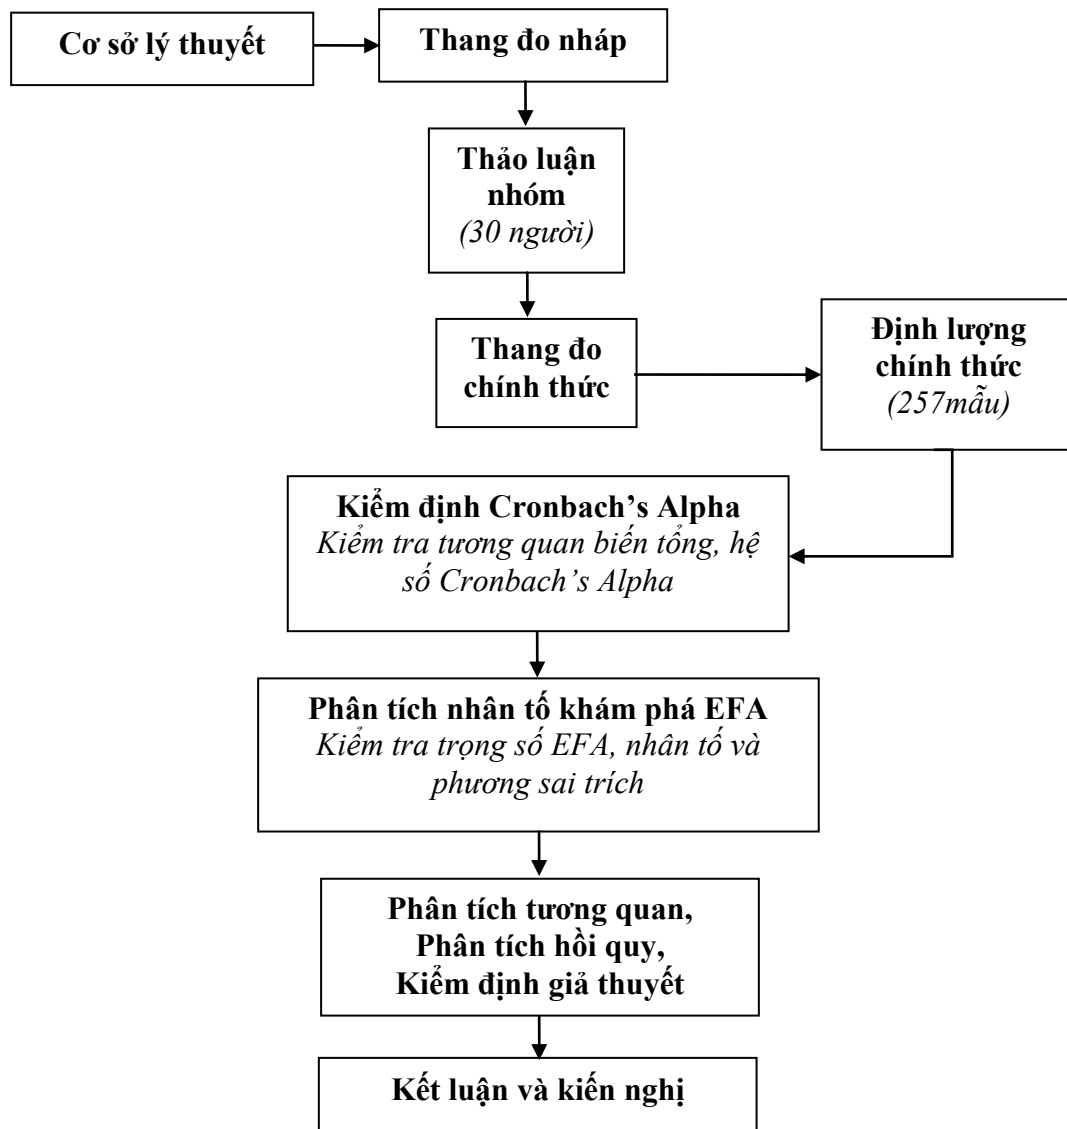 Cơ sở lý thuyết
Thang đo nháp
Thảo luận
nhóm
(30 người)
Thang đo
chính thức
Định lượng
chính thức
(257mẫu)
Kiểm định Cronbach’s Alpha
Kiểm tra tương quan biến tổng, hệ
số Cronbach’s Alpha
Phân tích nhân tố khám phá EFA
Kiểm tra trọng số EFA, nhân tố và
phương sai trích
Phân tích tương quan,
Phân tích hồi quy,
Kiểm định giả thuyết
Kết luận và kiến nghị